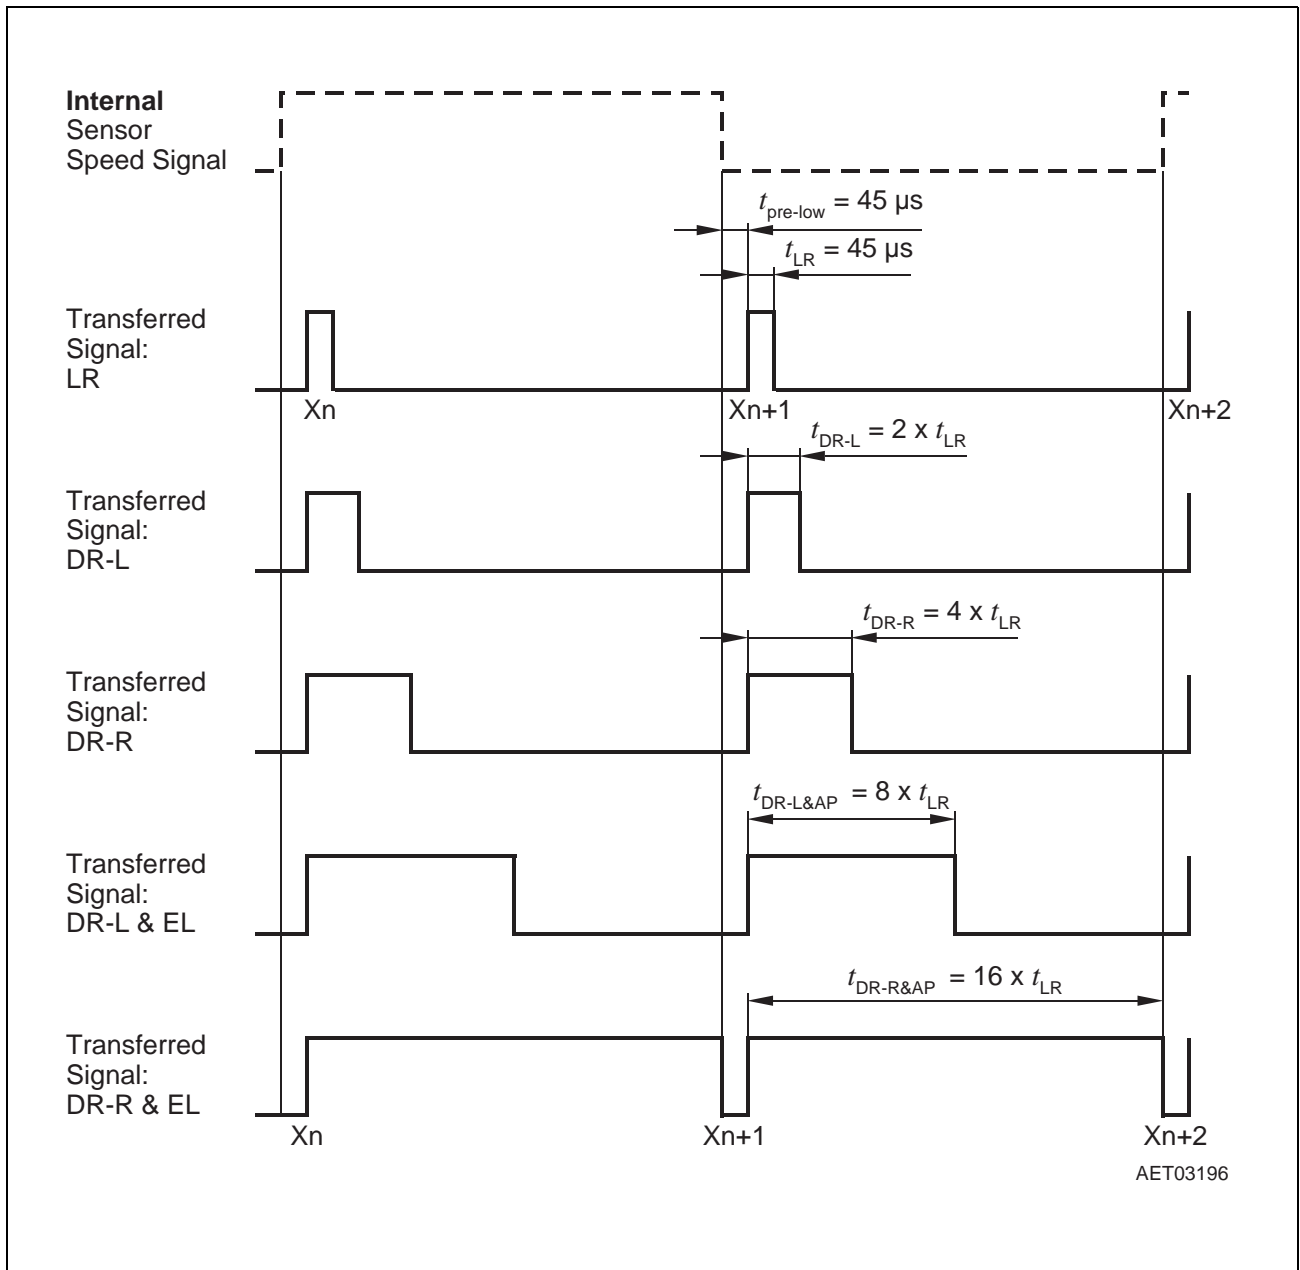 Internal
Sensor
Speed Signal
tpre-low = 45 µs
tLR = 45 µs
Transferred
Signal:
LR
Xn
Xn+1
Xn+2
tDR-L = 2 x tLR
Transferred
Signal:
DR-L
tDR-R = 4 x tLR
Transferred
Signal:
DR-R
tDR-L&AP = 8 x tLR
Transferred
Signal:
DR-L & EL
tDR-R&AP = 16 x tLR
Transferred
Signal:
DR-R & EL
Xn
Xn+1
Xn+2
AET03196